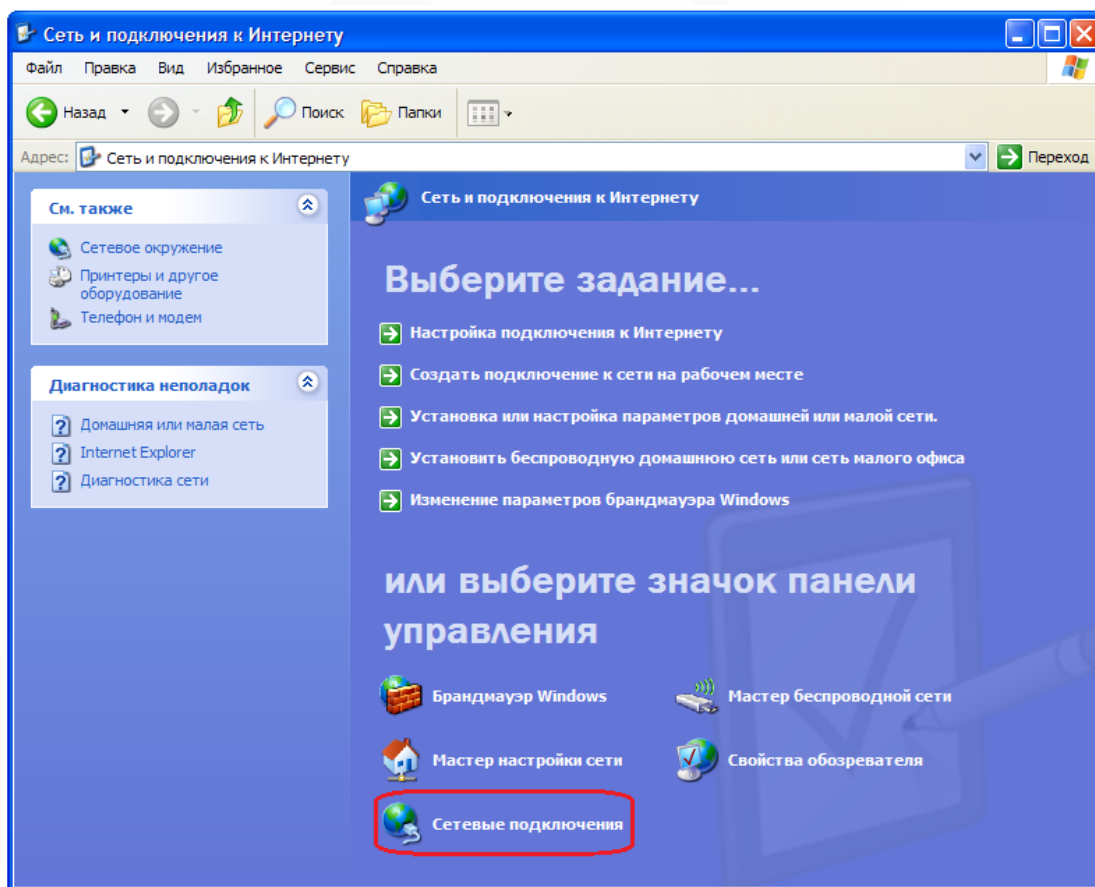 Сеть и подключения к Интернету
Файл Правка Вид Избранное Сервис Справка
Назад Поиск Папки
Адрес: Сеть и подключения к Интернету Переход
См. также
Сетевое окружение
Принтеры и другое
оборудование
Телефон и модем
Диагностика неполадок
Домашняя или малая сеть
Internet Explorer
Диагностика сети
Сеть и подключения к Интернету
Выберите задание...
Настройка подключения к Интернету
Создать подключение к сети на рабочем месте
Установка или настройка параметров домашней или малой сети.
Установить беспроводную домашнюю сеть или сеть малого офиса
Изменение параметров брандмауэра Windows
или выберите значок панели
управления
Брандмауэр Windows Мастер беспроводной сети
Мастер настройки сети Свойства обозревателя
Сетевые подключения